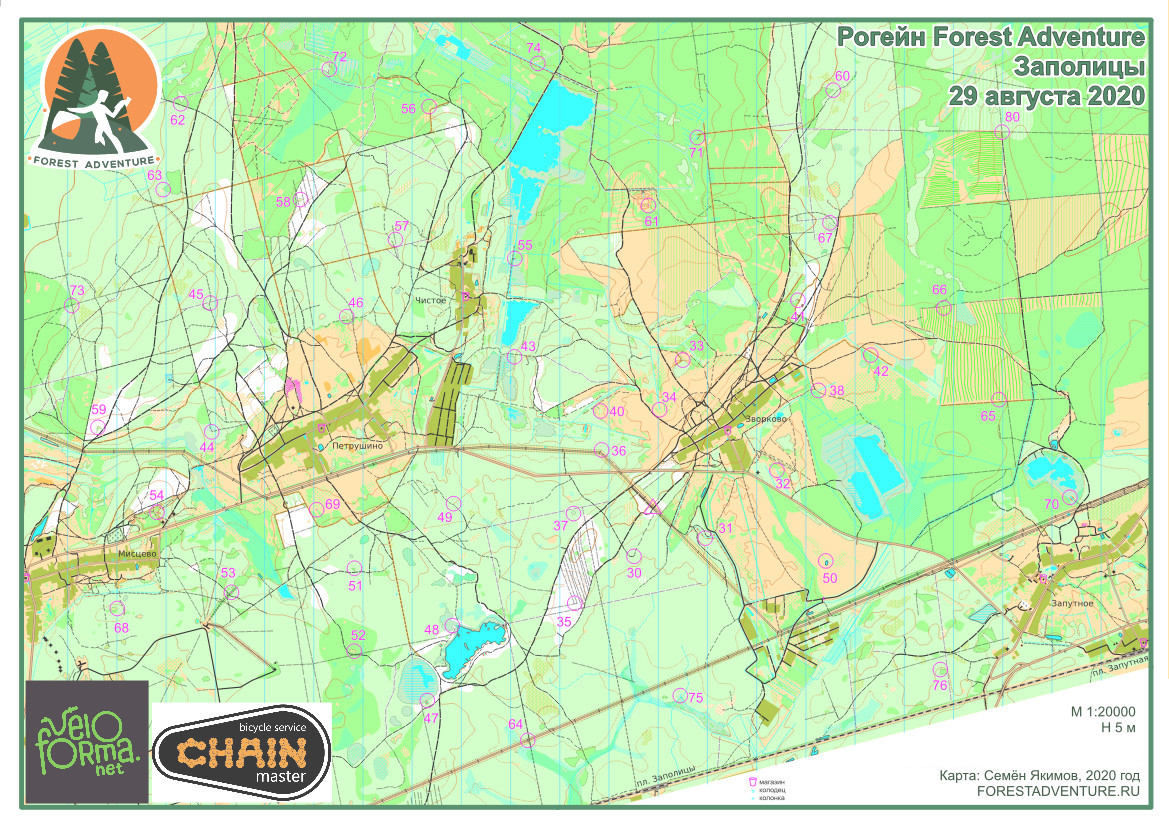 Рогейн Forest Adventure
Заполицы
29 августа 2020
FOREST ADVENTURE
74
72
60
56
62
80
71
63
58
61
57
67
55
73
45
46
66
Чистое
41
43
33
42
38
59
40
34
65
Зворково
44
Петрушино
36
32
54
69
49
70
37
31
Мисцево
30
53
51
50
Запутное
68
35
48
52
пл. Запутная
76
75
47
64
пл. Заполицы
velo
forma.
net
bicycle service
CHAIN
master
М 1:20000
Н 5 м
магазин
колодец
колонка
Карта: Семён Якимов, 2020 год
FORESTADVENTURE.RU